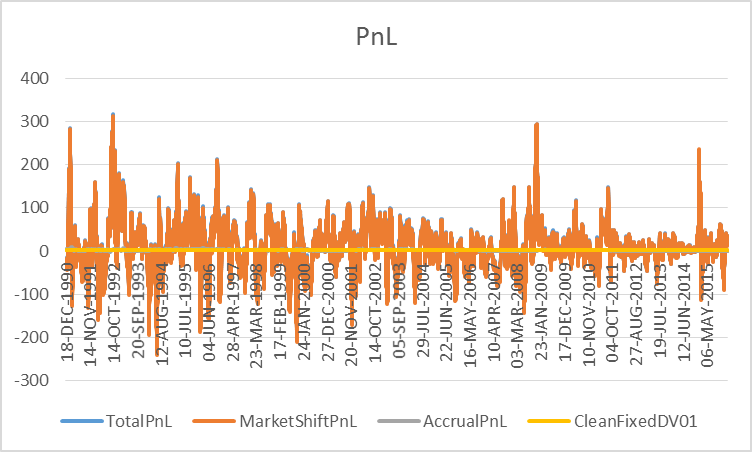 PnL
400
300
200
100
0
-100
-200
-300
18-DEC-1990
14-NOV-1991
14-OCT-1992
20-SEP-1993
12-AUG-1994
10-JUL-1995
04-JUN-1996
28-APR-1997
23-MAR-1998
17-FEB-1999
24-JAN-2000
27-DEC-2000
20-NOV-2001
14-OCT-2002
05-SEP-2003
29-JUL-2004
22-JUN-2005
16-MAY-2006
10-APR-2007
03-MAR-2008
23-JAN-2009
17-DEC-2009
10-NOV-2010
04-OCT-2011
27-AUG-2012
19-JUL-2013
12-JUN-2014
06-MAY-2015
TotalPnL MarketShiftPnL AccrualPnL CleanFixedDV01